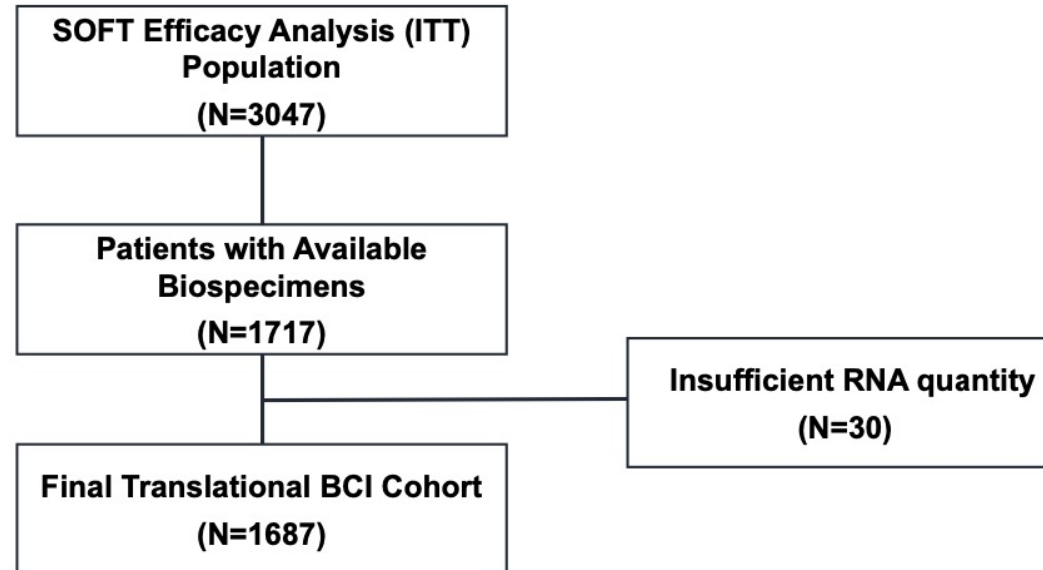 SOFT Efficacy Analysis (ITT)
Population
(N=3047)
Patients with Available
Biospecimens
(N=1717)
Insufficient RNA quantity
(N=30)
Final Translational BCI Cohort
(N=1687)